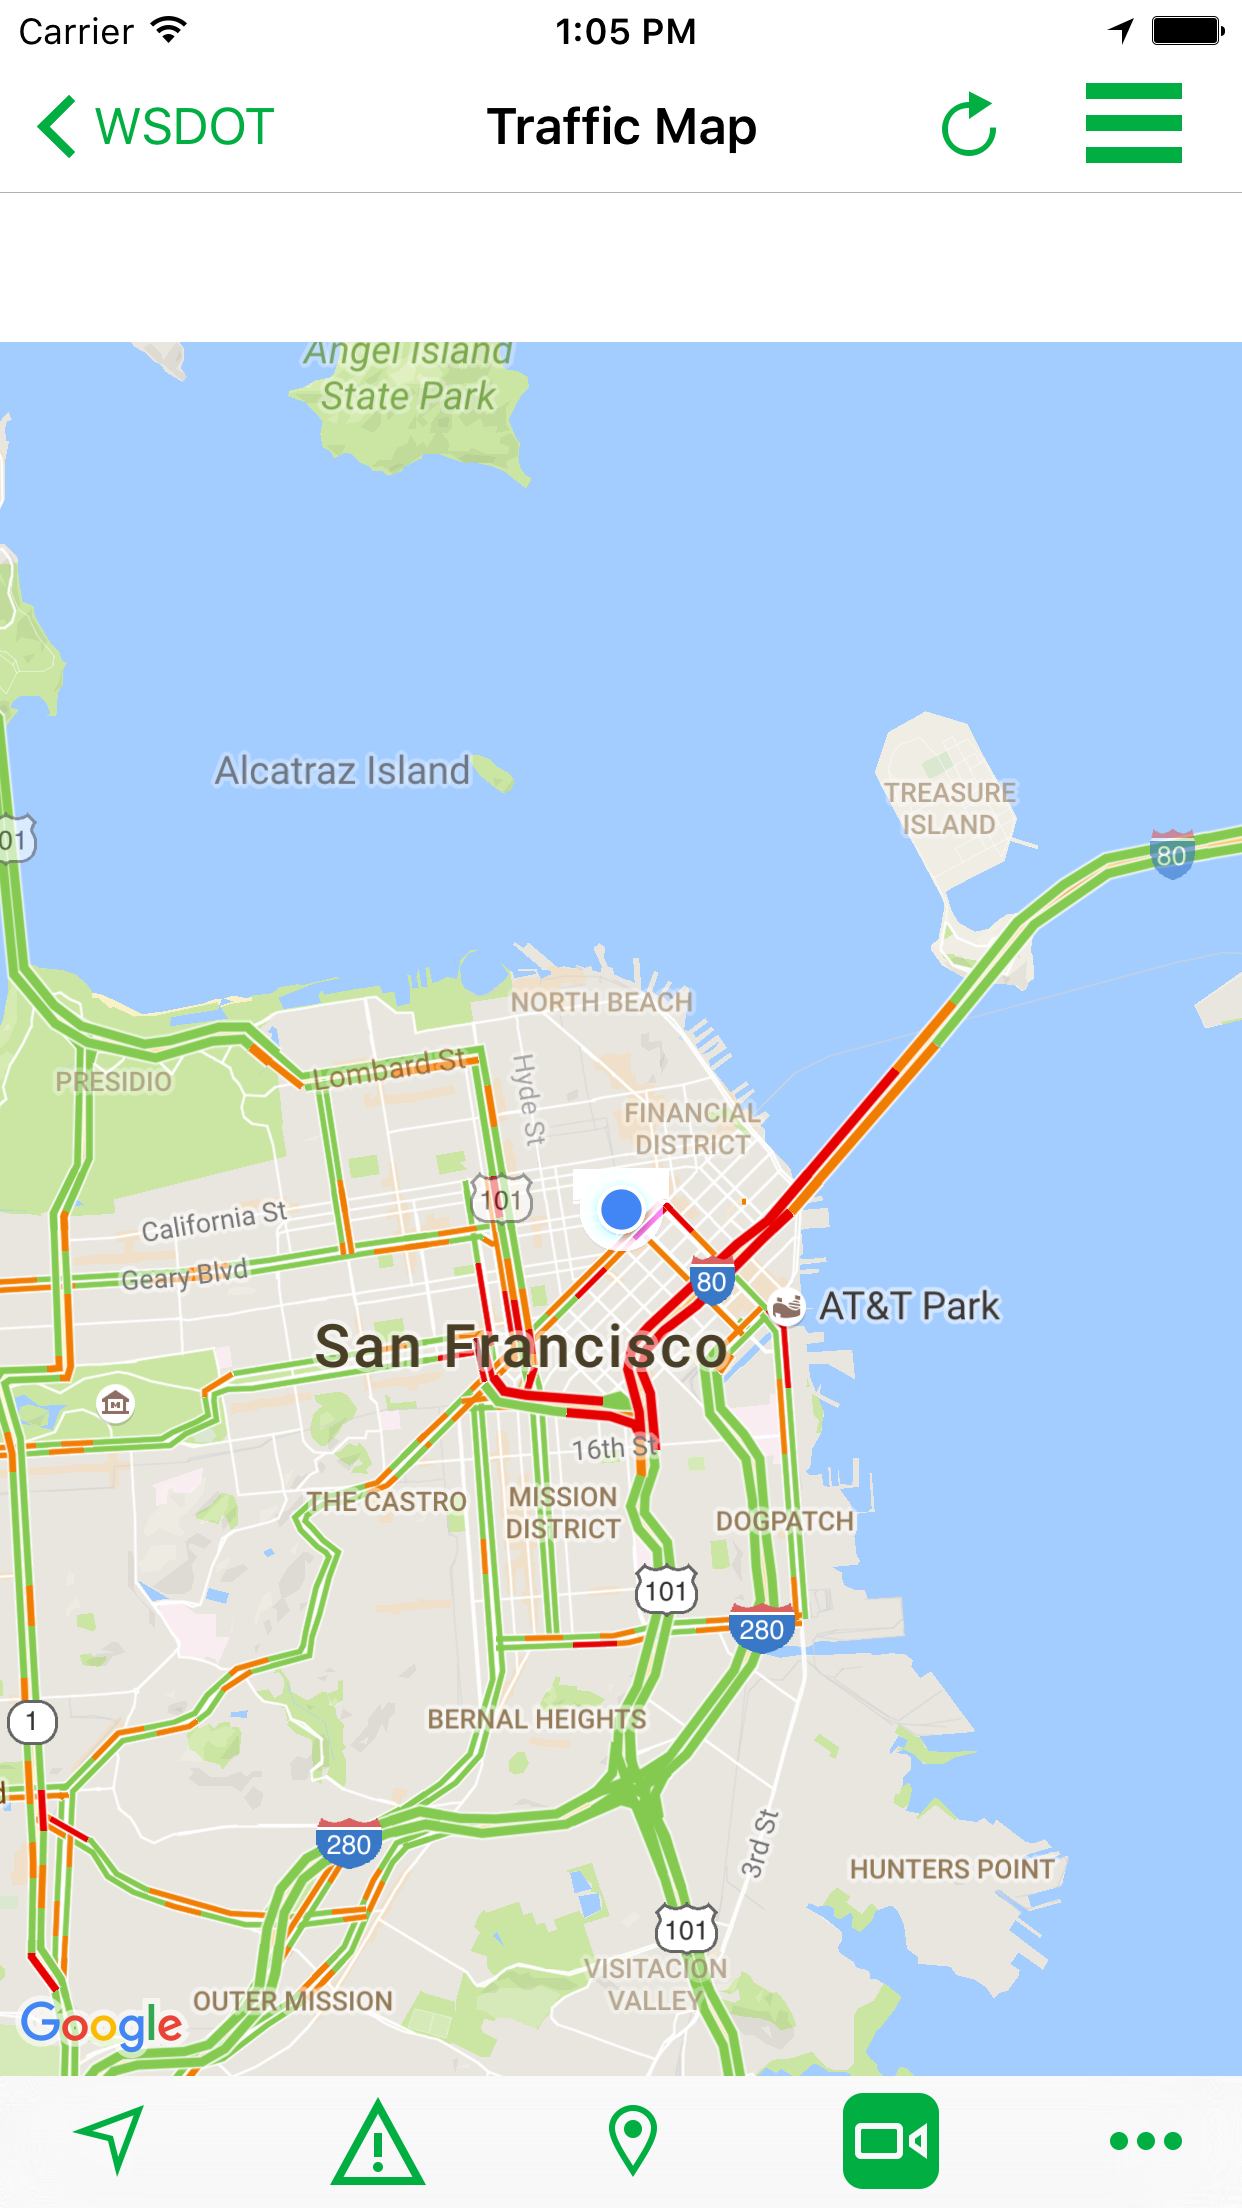 Carrier
1:05 PM
WSDOT
Traffic Map
Angel Island
State Park
Alcatraz Island
TREASURE
ISLAND
01
80
NORTH BEACH
Lombard St
Hyde St
PRESIDIO
FINANCIAL
DISTRICT
101
California St
Geary Blvd
80
AT&T Park
San Francisco
M
16th St
THE CASTRO
MISSION
DISTRICT
DOGPATCH
101
280
1
BERNAL HEIGHTS
d
280
3rd St
HUNTERS POINT
101
VISITACION
VALLEY
OUTER MISSION
Google